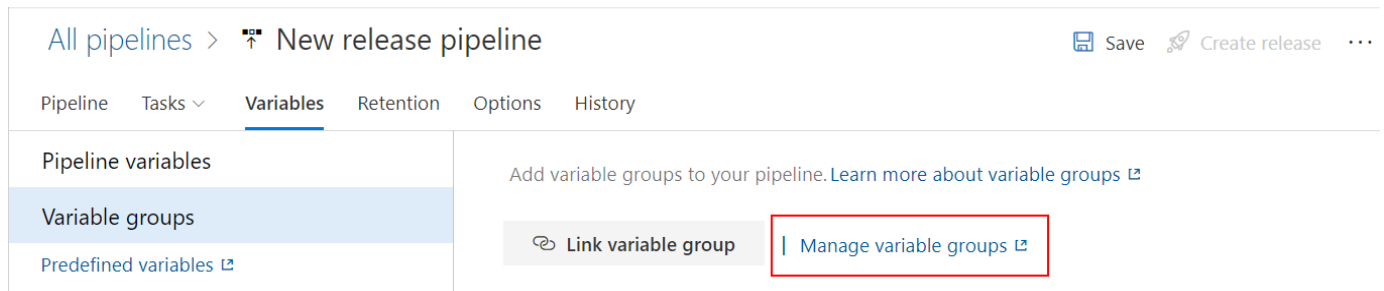 All pipelines > New release pipeline
Save Create release ...
Pipeline Tasks Variables Retention Options History
Pipeline variables
Variable groups
Predefined variables
Add variable groups to your pipeline. Learn more about variable groups
Link variable group | Manage variable groups